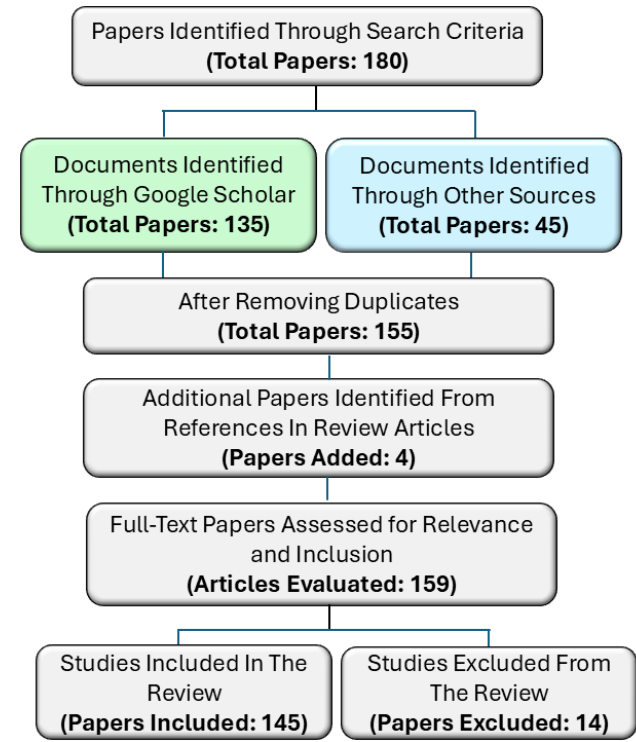 Papers Identified Through Search Criteria
(Total Papers: 180)
Documents Identified
Through Google Scholar
(Total Papers: 135)
Documents Identified
Through Other Sources
(Total Papers: 45)
After Removing Duplicates
(Total Papers: 155)
Additional Papers Identified From
References In Review Articles
(Papers Added: 4)
Full-Text Papers Assessed for Relevance
and Inclusion
(Articles Evaluated: 159)
Studies Included In The
Review
(Papers Included: 145)
Studies Excluded From
The Review
(Papers Excluded: 14)